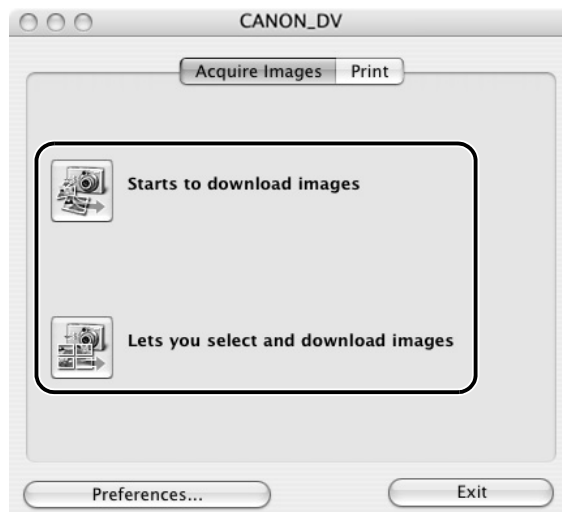 CANON_DV
Acquire Images Print
Starts to download images
Lets you select and download images
Preferences... Exit